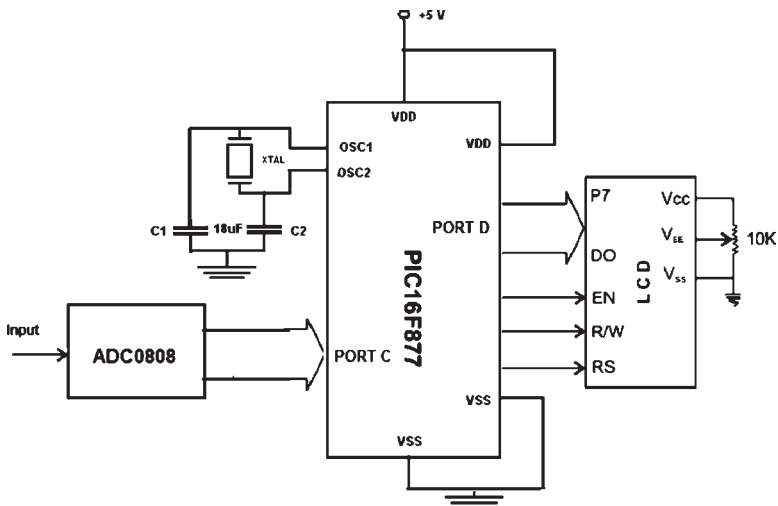 +5 V
VDD
OSC1
XTAL
OSC2
VDD
C1
18uF
C2
PORT D
PIC16F877
P7
VCC
VEE
10K
DO
LCD
VSS
EN
R/W
RS
Input
ADC0808
PORT C
VSS
VSS